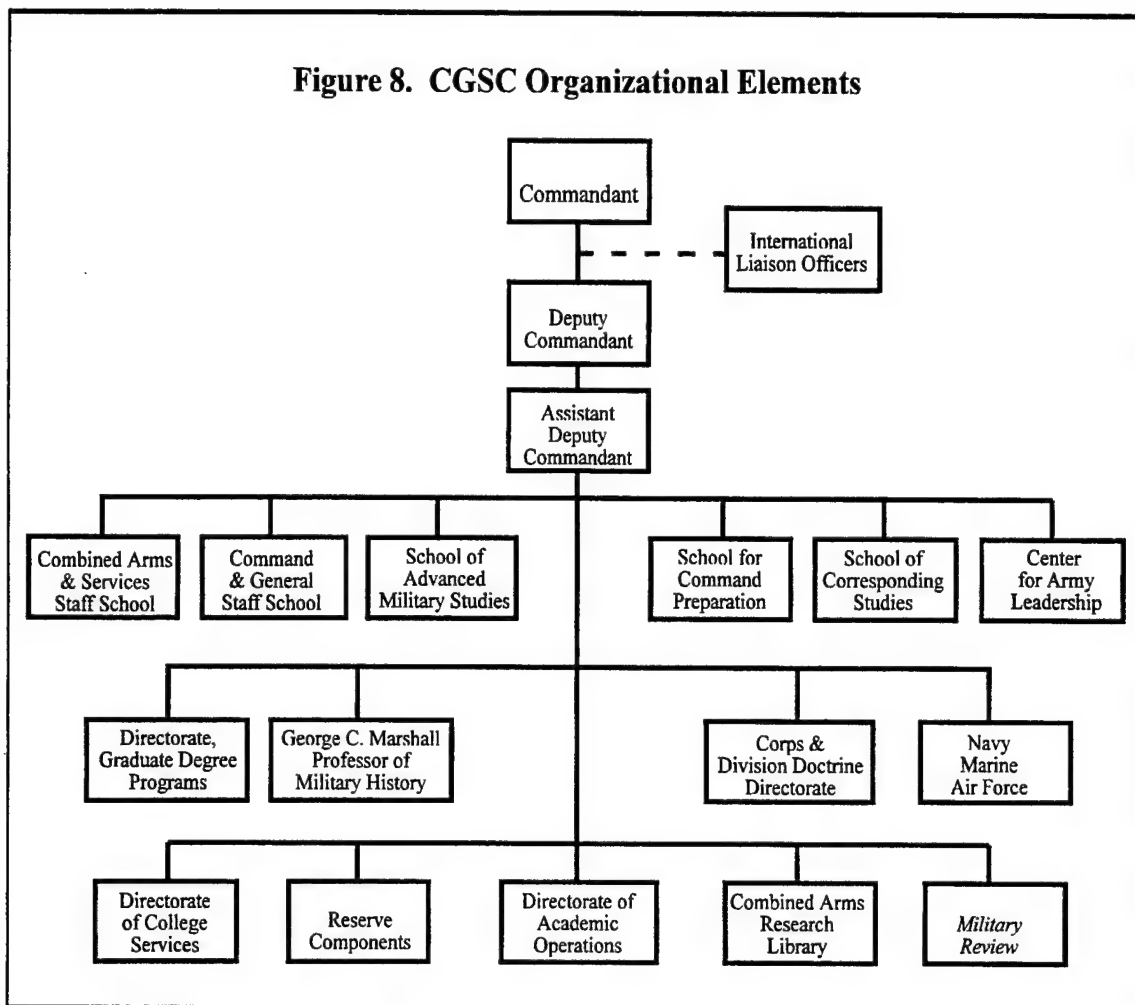 Figure 8. CGSC Organizational Elements
Commandant
International
Liaison Officers
Deputy
Commandant
Assistant
Deputy
Commandant
Combined Arms
& Services
Staff School
Command
& General
Staff School
School of
Advanced
Military Studies
School for
Command
Preparation
School of
Corresponding
Studies
Center
for Army
Leadership
Directorate,
Graduate Degree
Programs
George C. Marshall
Professor of
Military History
Corps &
Division Doctrine
Directorate
Navy
Marine
Air Force
Directorate
of College
Services
Reserve
Components
Directorate of
Academic
Operations
Combined Arms
Research
Library
Military
Review